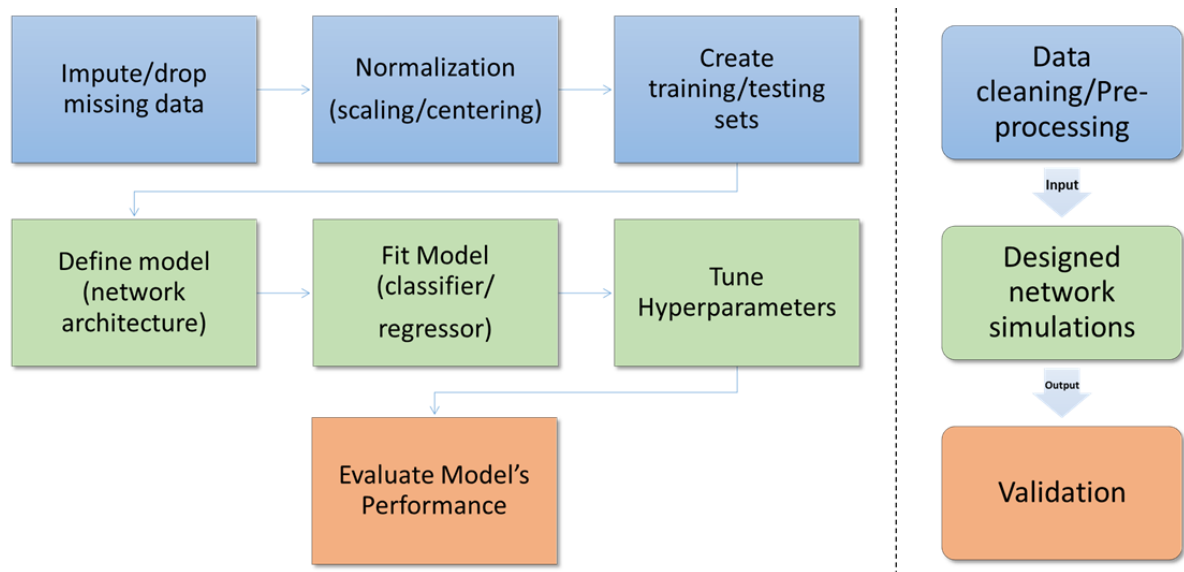 Impute/drop
missing data
Normalization
(scaling/centering)
Create
training/testing
sets
Define model
(network
architecture)
Fit Model
(classifier/
regressor)
Tune
Hyperparameters
Evaluate Model's
Performance
Data
cleaning/Pre-
processing
Input
Designed
network
simulations
Output
Validation